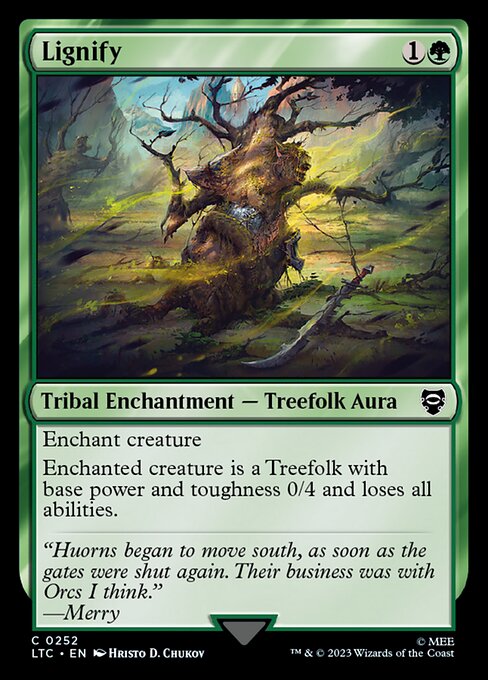 Lignify 1
Tribal Enchantment — Treefolk Aura
Enchant creature
Enchanted creature is a Treefolk with
base power and toughness 0/4 and loses all
abilities.
“Huorns began to move south, as soon as the
gates were shut again. Their business was with
Orcs I think.”
—Merry
C 0252 © MEE
LTC • EN Hristo D. Chukov ™ & © 2023 Wizards of the Coast